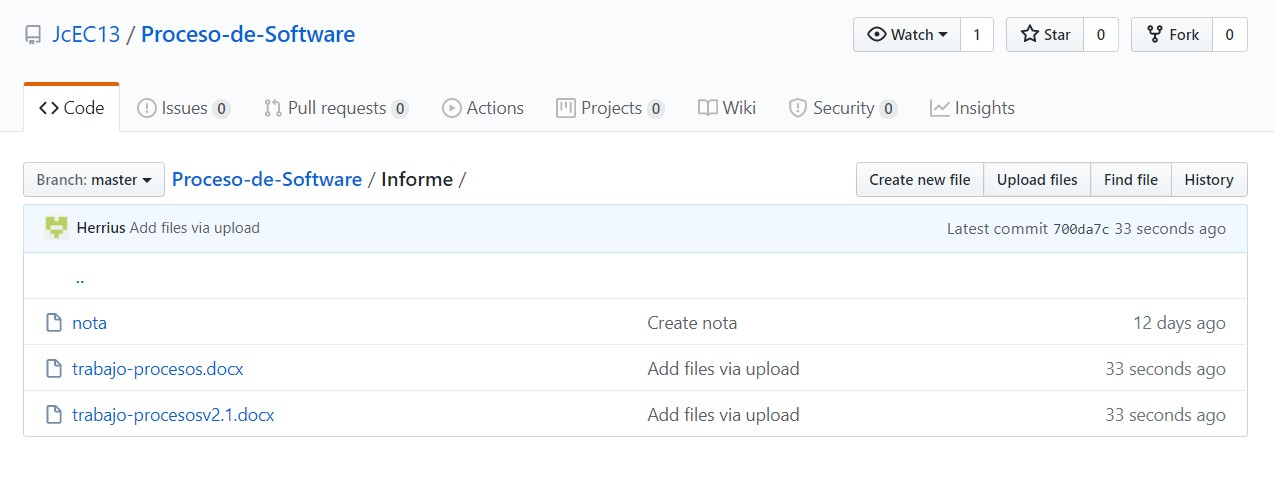 JcEC13 / Proceso-de-Software Watch 1 Star 0 Fork 0
Code Issues 0 Pull requests 0 Actions Projects 0 Wiki Security 0 Insights
Branch: master Proceso-de-Software / Informe / Create new file Upload files Find file History
Herrius Add files via upload Latest commit 700da7c 33 seconds ago
..
nota Create nota 12 days ago
trabajo-procesos.docx Add files via upload 33 seconds ago
trabajo-procesosv2.1.docx Add files via upload 33 seconds ago